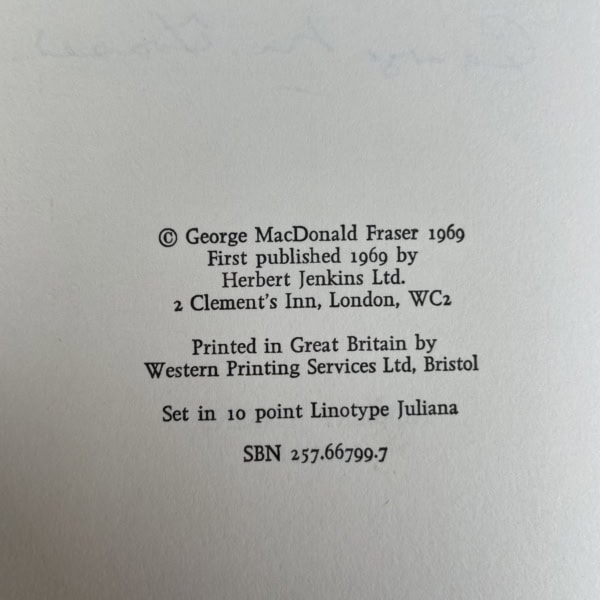 © George MacDonald Fraser 1969
First published 1969 by
Herbert Jenkins Ltd.
2 Clement's Inn, London, WC2
Printed in Great Britain by
Western Printing Services Ltd, Bristol
Set in 10 point Linotype Juliana
SBN 257.66799.7